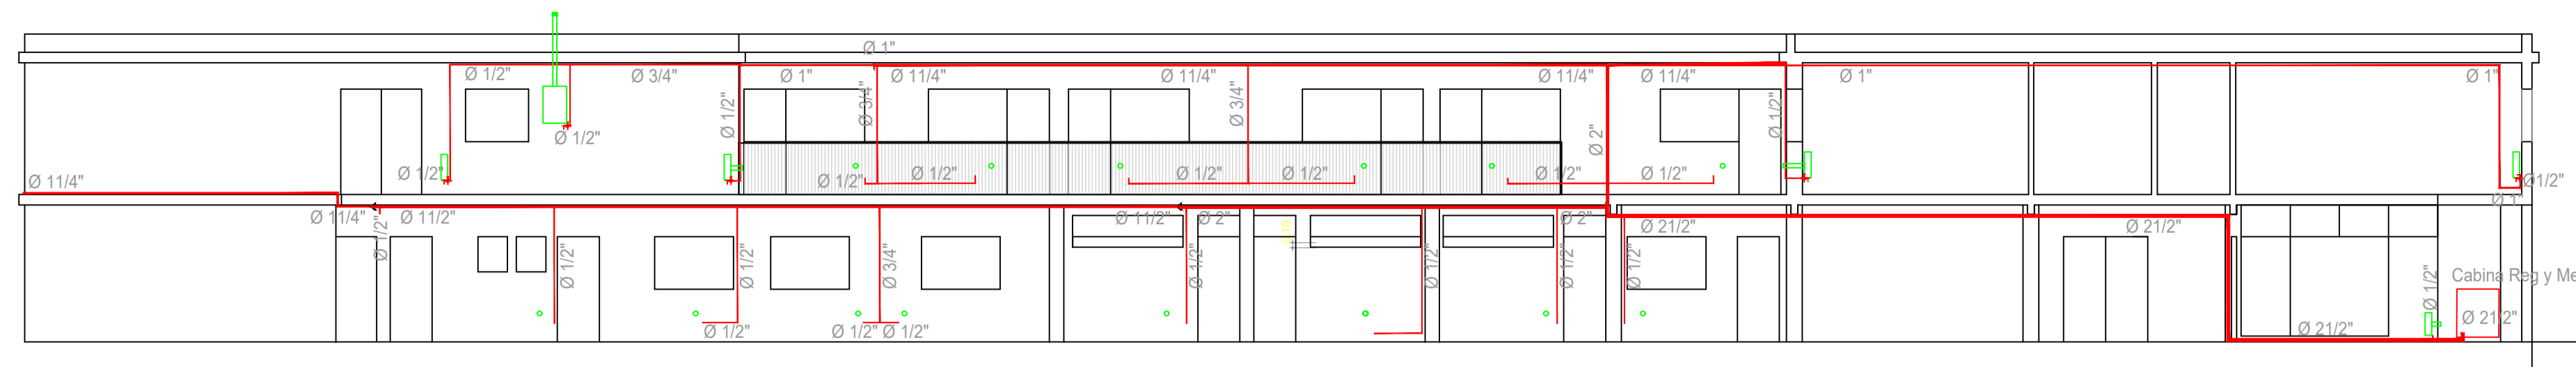 Ø 1"
Ø 1/2"
Ø 3/4"
Ø 1"
Ø 11/4"
Ø 11/4"
Ø 11/4"
Ø 11/4"
Ø 1"
Ø 1"
Ø 1/2"
Ø 1/2"
Ø 3/4"
Ø 3/4"
Ø 2"
Ø 1/2"
Ø 11/4"
Ø 1/2"
Ø 1/2"
Ø 1/2"
Ø 1/2"
Ø 1/2"
Ø 1/2"
Ø 1/2"
Ø1/2"
Ø 1"
Ø 11/4"
Ø 1/2"
Ø 11/2"
Ø 11/2"
Ø 2"
Ø 2"
Ø 21/2"
Ø 21/2"
Ø 1/2"
Ø 1/2"
Ø 3/4"
Ø 1/2"
Ø 1/2"
Ø 1/2"
Ø 1/2"
Ø 1/2"
Cabina Reg y Me
Ø 1/2"
Ø 1/2"
Ø 1/2"
Ø 21/2"
Ø 21/2"